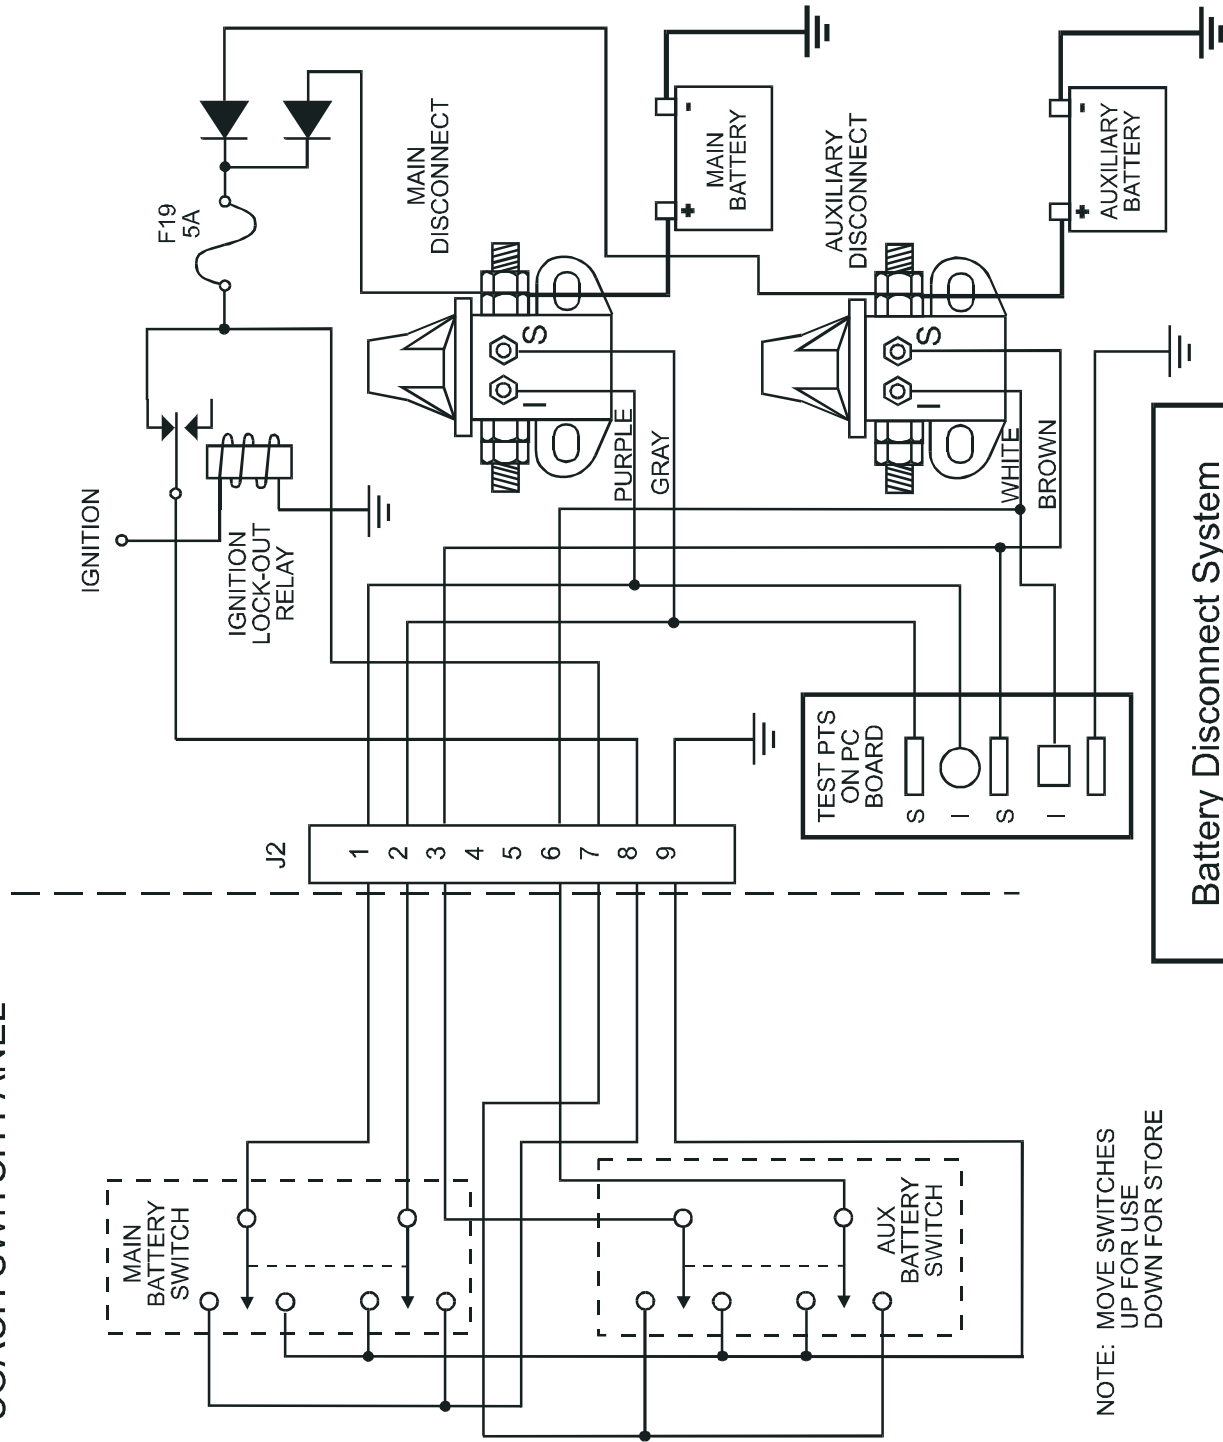 COACH SWITCH PANEL
IGNITION
F19
5A
IGNITION
LOCK-OUT
RELAY
MAIN
DISCONNECT
S
I
PURPLE
GRAY
MAIN
BATTERY
-
+
AUXILIARY
DISCONNECT
S
I
WHITE
BROWN
AUXILIARY
BATTERY
-
+
J2
1
2
3
4
5
6
7
8
9
TEST PTS
ON PC
BOARD
S
I
S
I
MAIN
BATTERY
SWITCH
AUX
BATTERY
SWITCH
NOTE: MOVE SWITCHES
UP FOR USE
DOWN FOR STORE
Battery Disconnect System